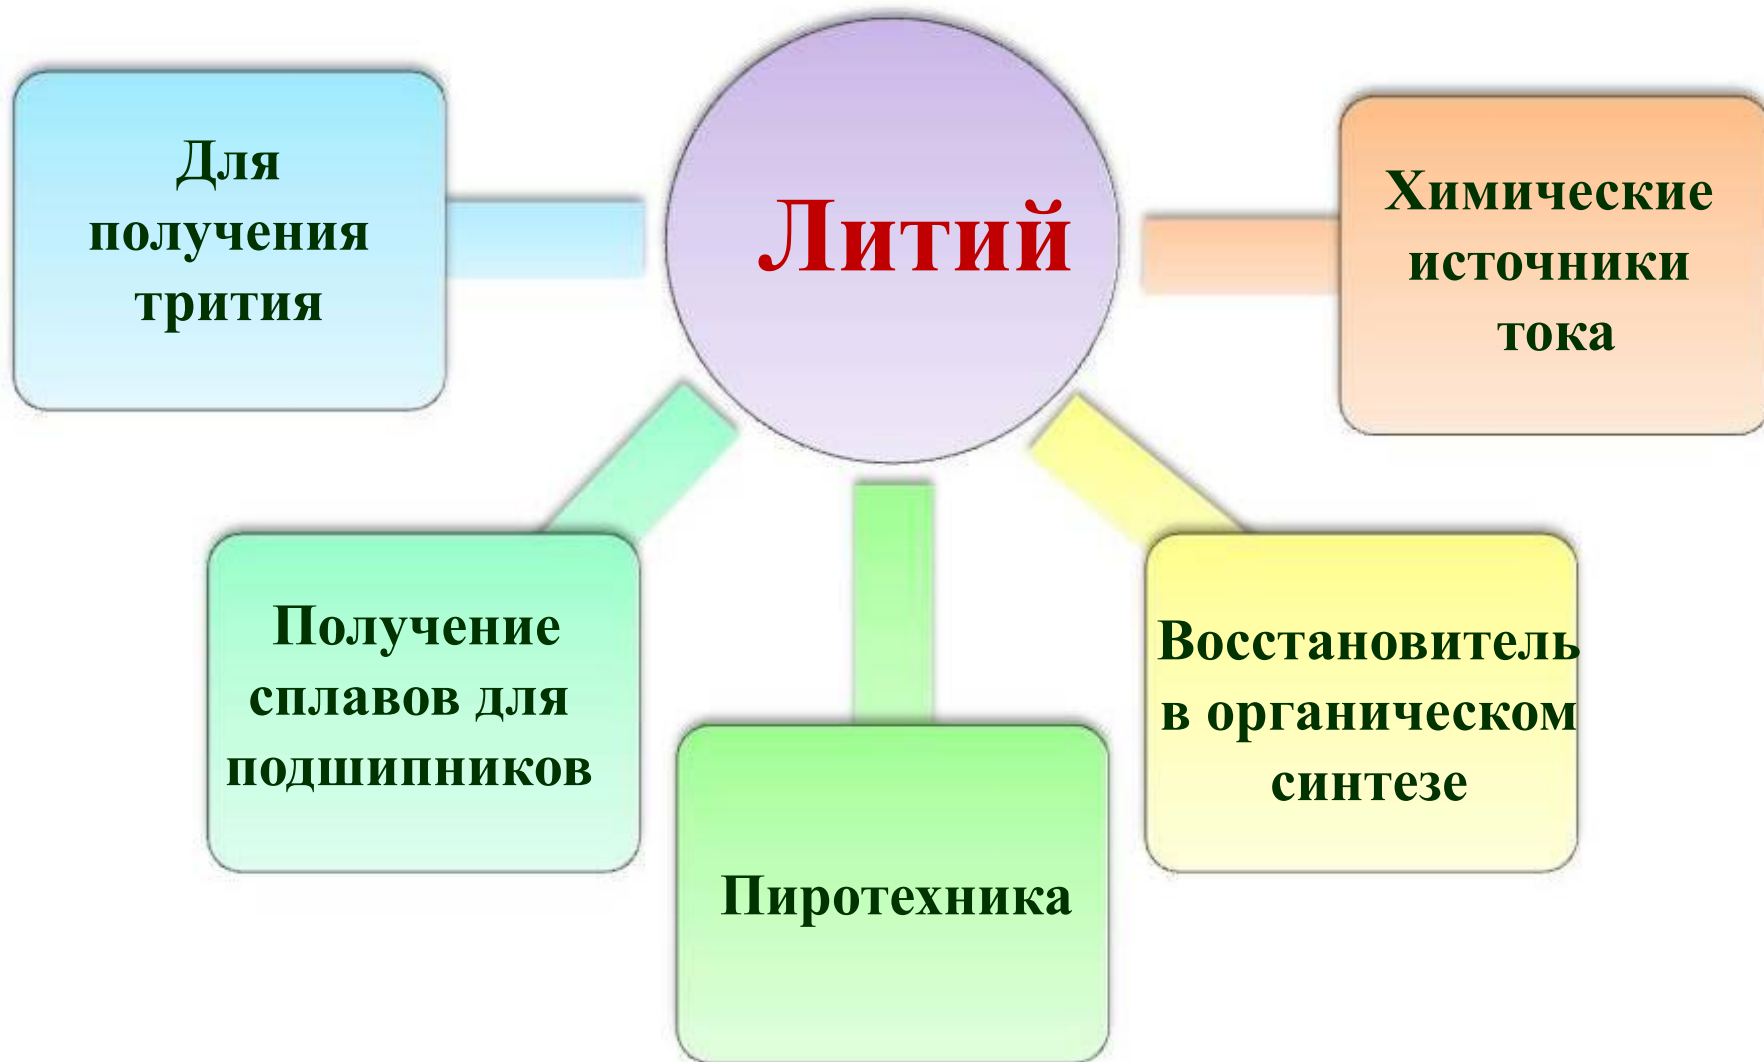 Литий
Для
получения
трития
Химические
источники
тока
Получение
сплавов для
подшипников
Восстановитель
в органическом
синтезе
Пиротехника